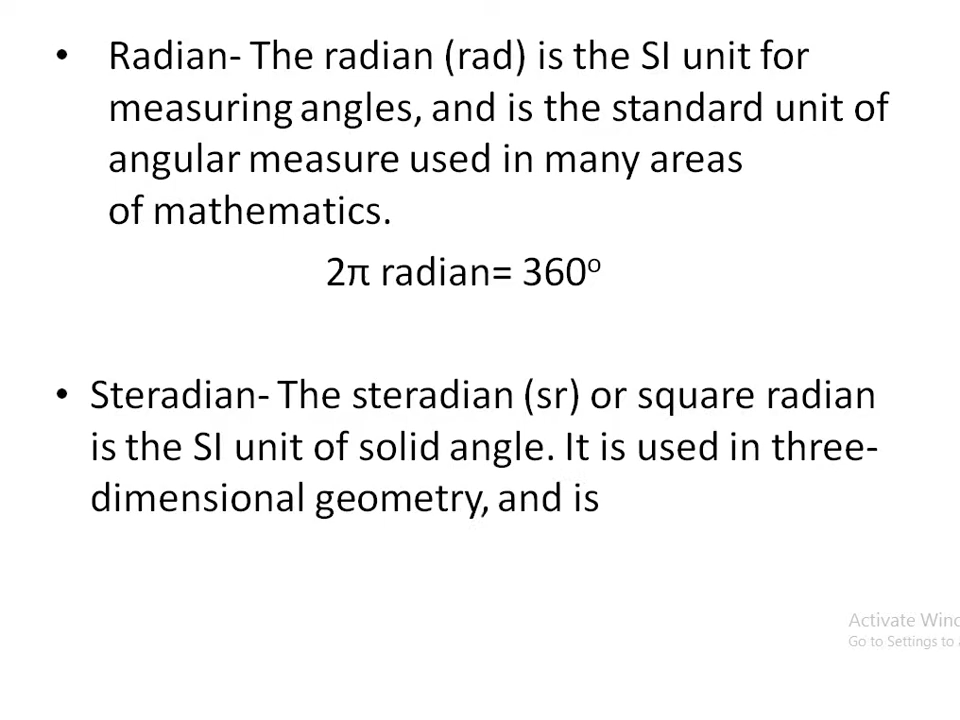 • Radian- The radian (rad) is the SI unit for
measuring angles, and is the standard unit of
angular measure used in many areas
of mathematics.
2π radian= 360º
• Steradian- The steradian (sr) or square radian
is the SI unit of solid angle. It is used in three-
dimensional geometry, and is
Activate
Go to Settings to